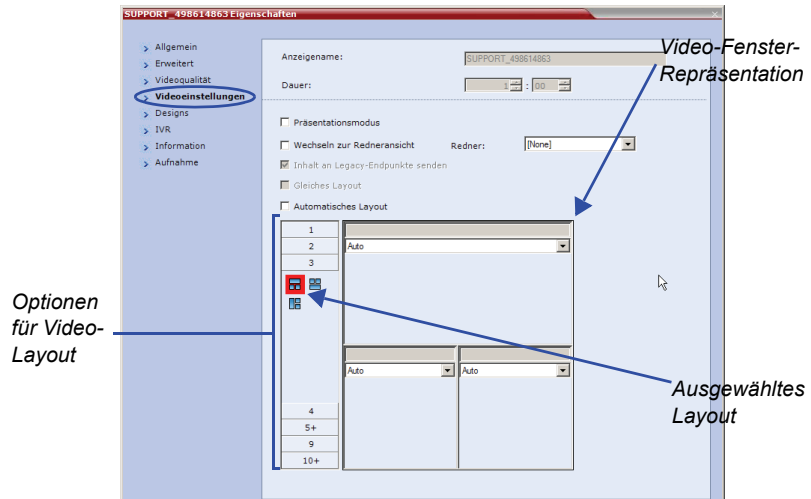 SUPPORT_498614863 Eigenschaften
Allgemein
Erweitert
Videoqualität
Videoeinstellungen
Designs
IVR
Information
Aufnahme
Anzeigename:
SUPPORT_498614863
Dauer:
1 : 00
Präsentationsmodus
Wechseln zur Redneransicht
Redner:
[None]
Inhalt an Legacy-Endpunkte senden
Gleiches Layout
Automatisches Layout
1
2
3
4
5+
9
10+
Auto
Auto
Auto
Video-Fenster-
Repräsentation
Optionen
für Video-
Layout
Ausgewähltes
Layout